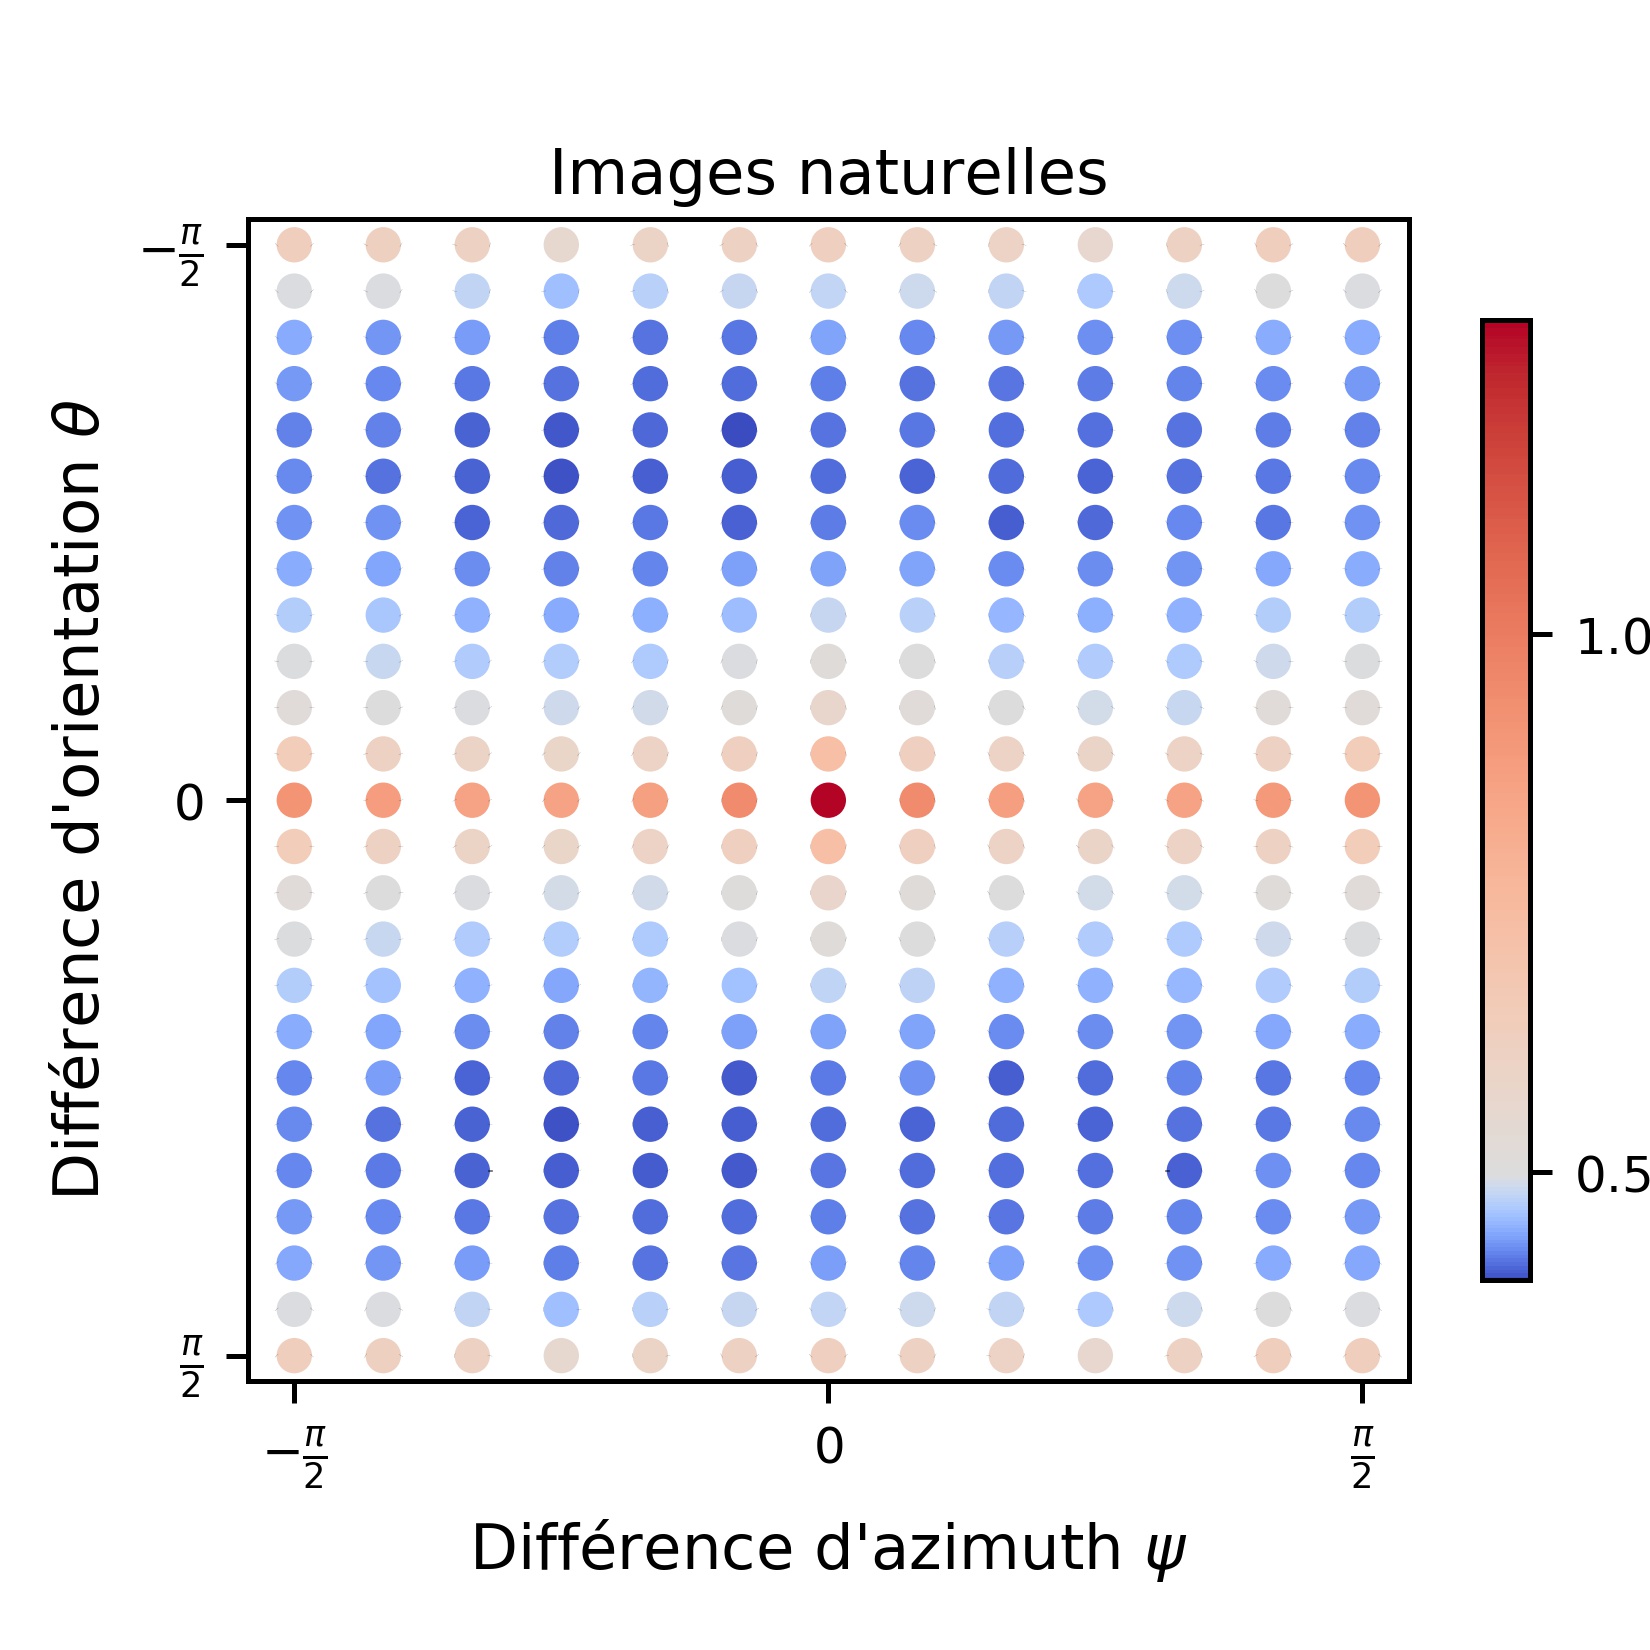 Images naturelles
−π/2
0
π/2
Différence d'orientation θ
−π/2
0
π/2
Différence d'azimuth ψ
1.0
0.5